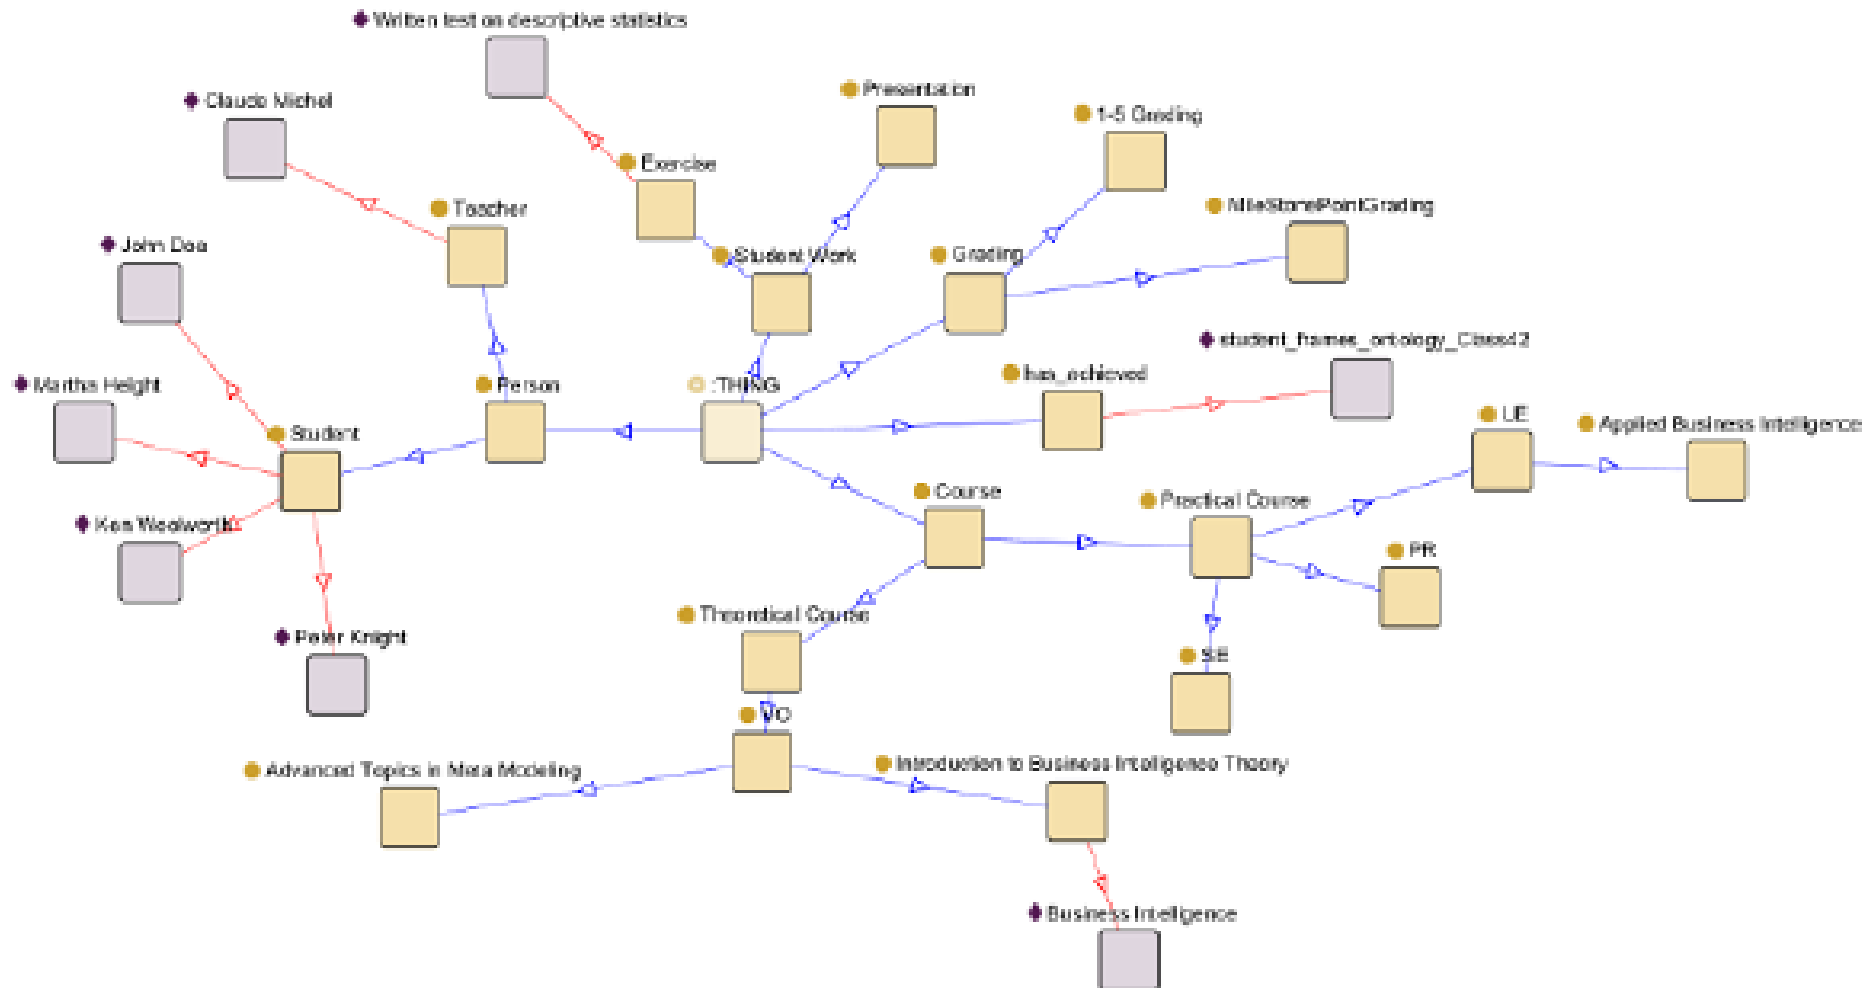 Written test on descriptive statistics
Presentation
Claude Michel
1-5 Grading
Exercise
Teacher
MileStonePointGrading
John Doe
Student Work
Grading
student_frames_ontology_Class42
has_achieved
Martha Height
Person
:THING
UE
Applied Business Intelligence
Student
Course
Practical Course
Ken Woolworth
PR
Theoretical Course
Peter Knight
SE
VO
Introduction to Business Intelligence Theory
Advanced Topics in Meta Modeling
Business Intelligence